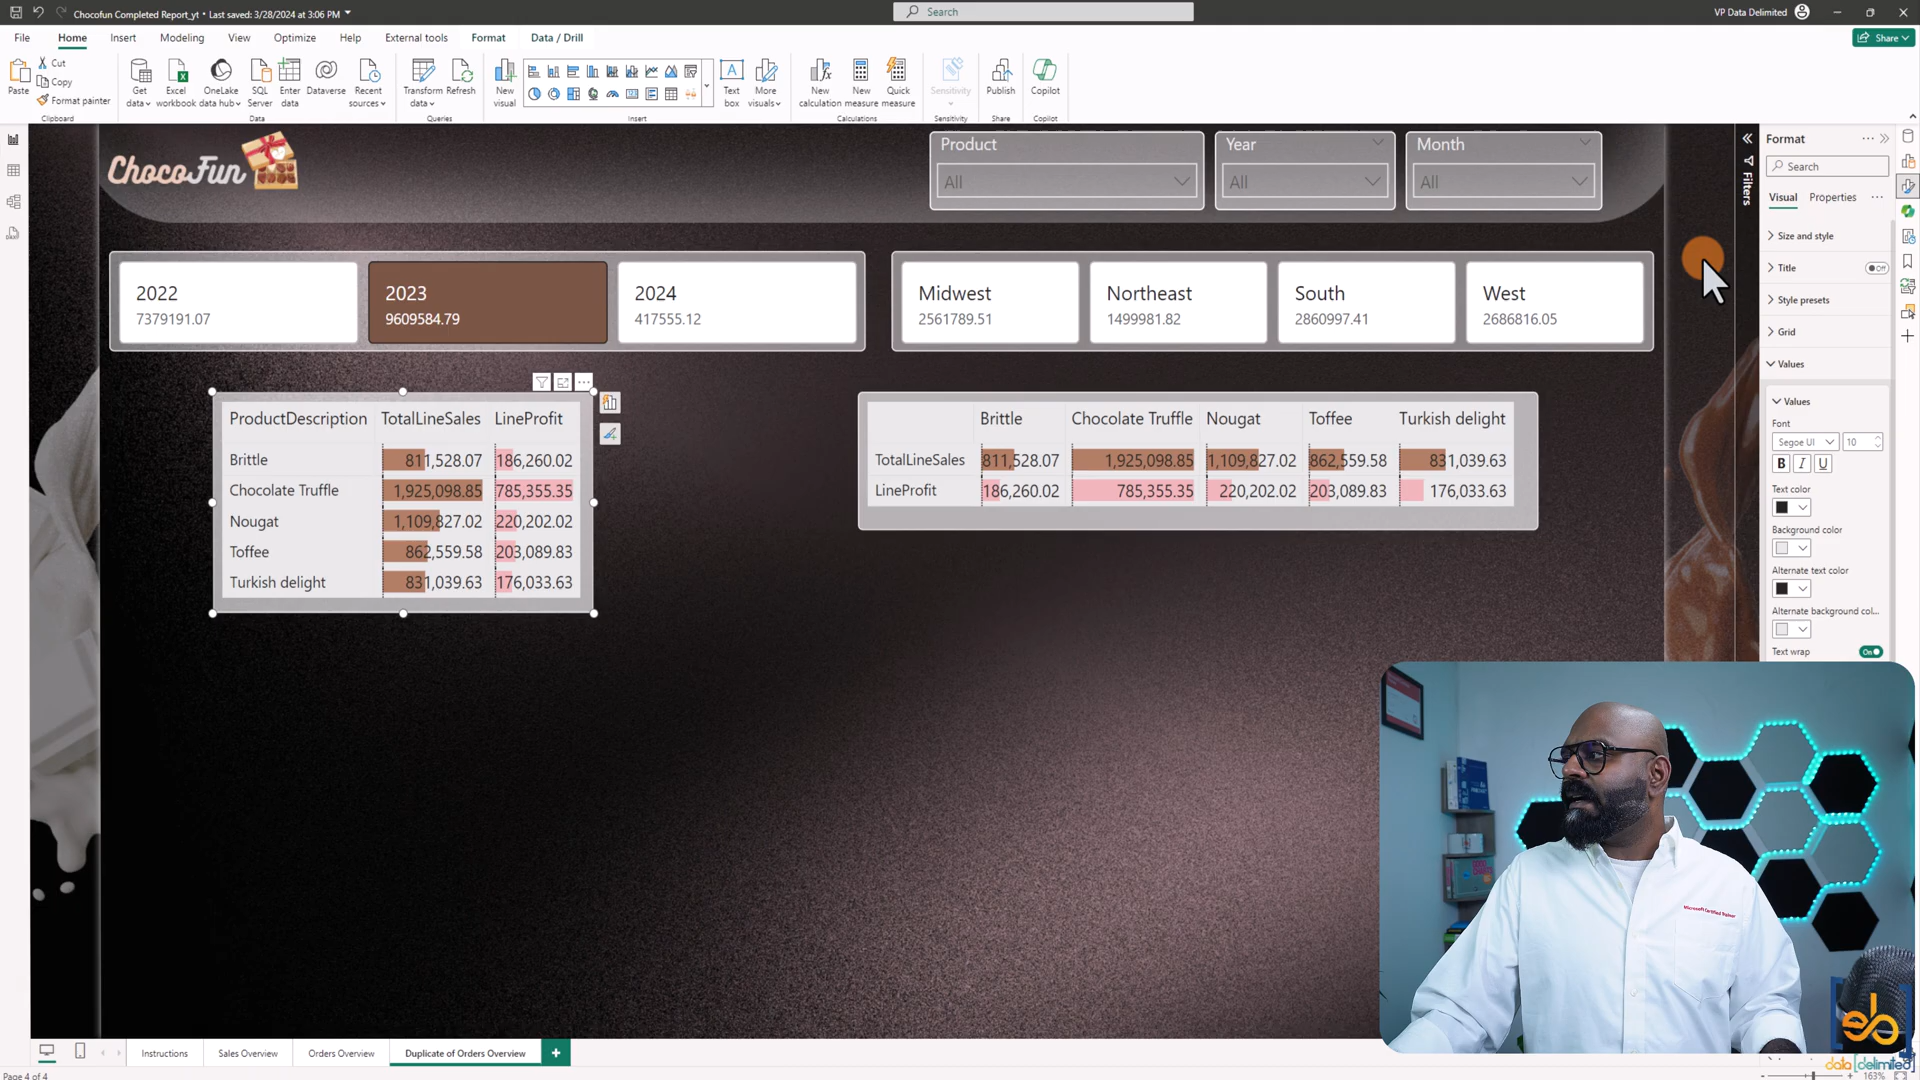 Chocofun Completed Report_yt • Last saved: 3/28/2024 at 3:06 PM
Search
VP Data Delimited
File Home Insert Modeling View Optimize Help External tools Format Data / Drill
Share
Paste
Cut
Copy
Format painter
Clipboard
Get data
Excel workbook
OneLake data hub
SQL Server
Enter data
Dataverse
Recent sources
Data
Transform data
Refresh
Queries
New visual
Text box
More visuals
Insert
New calculation
New measure
Quick measure
Calculations
Sensitivity
Sensitivity
Publish
Share
Copilot
Copilot
ChocoFun
Product
All
Year
All
Month
All
2022
7379191.07
2023
9609584.79
2024
417555.12
Midwest
2561789.51
Northeast
1499981.82
South
2860997.41
West
2686816.05
ProductDescription TotalLineSales LineProfit
Brittle 811,528.07 186,260.02
Chocolate Truffle 1,925,098.85 785,355.35
Nougat 1,109,827.02 220,202.02
Toffee 862,559.58 203,089.83
Turkish delight 831,039.63 176,033.63
Brittle Chocolate Truffle Nougat Toffee Turkish delight
TotalLineSales 811,528.07 1,925,098.85 1,109,827.02 862,559.58 831,039.63
LineProfit 186,260.02 785,355.35 220,202.02 203,089.83 176,033.63
Filters
Format
Search
Visual Properties
Size and style
Title Off
Style presets
Grid
Values
Values
Font
Segoe UI 10
B I U
Text color
Background color
Alternate text color
Alternate background col...
Text wrap On
Microsoft Certified Trainer
data [delimited]
Instructions Sales Overview Orders Overview Duplicate of Orders Overview
Page 4 of 4
163%